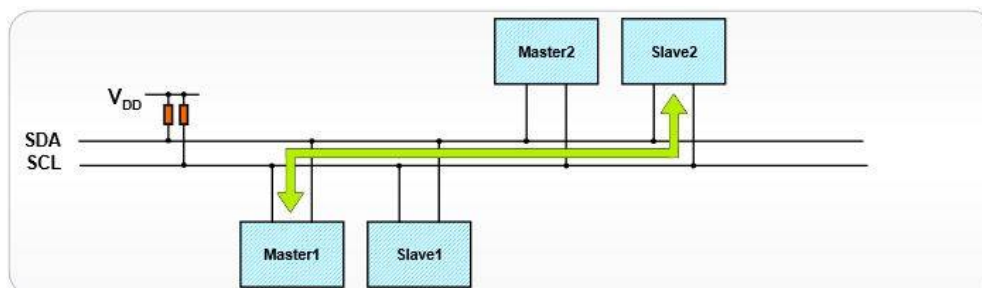 Master2
Slave2
VDD
SDA
SCL
Master1
Slave1